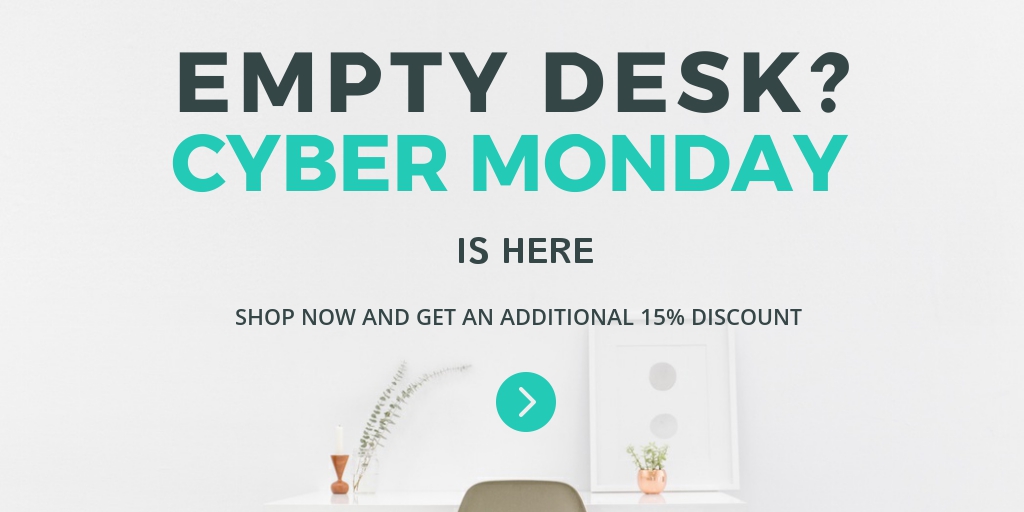 EMPTY DESK?
CYBER MONDAY
IS HERE
SHOP NOW AND GET AN ADDITIONAL 15% DISCOUNT